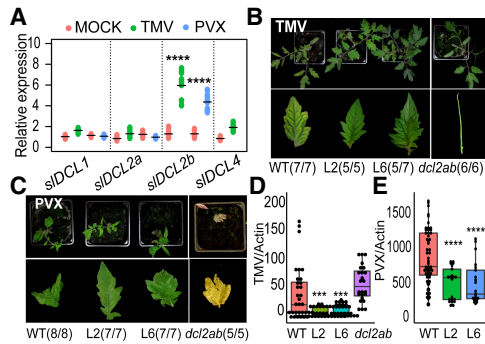 A
MOCK TMV PVX
Relative expression
10
8
6
4
2
0
****
****
slDCL1
slDCL2a
slDCL2b
slDCL4
B
TMV
WT(7/7) L2(5/5) L6(5/7) dcl2ab(6/6)
C
PVX
WT(8/8) L2(7/7) L6(7/7) dcl2ab(5/5)
D
TMV/Actin
150
100
50
0
*** ***
WT L2 L6 dcl2ab
E
PVX/Actin
1500
1000
500
0
**** ****
WT L2 L6